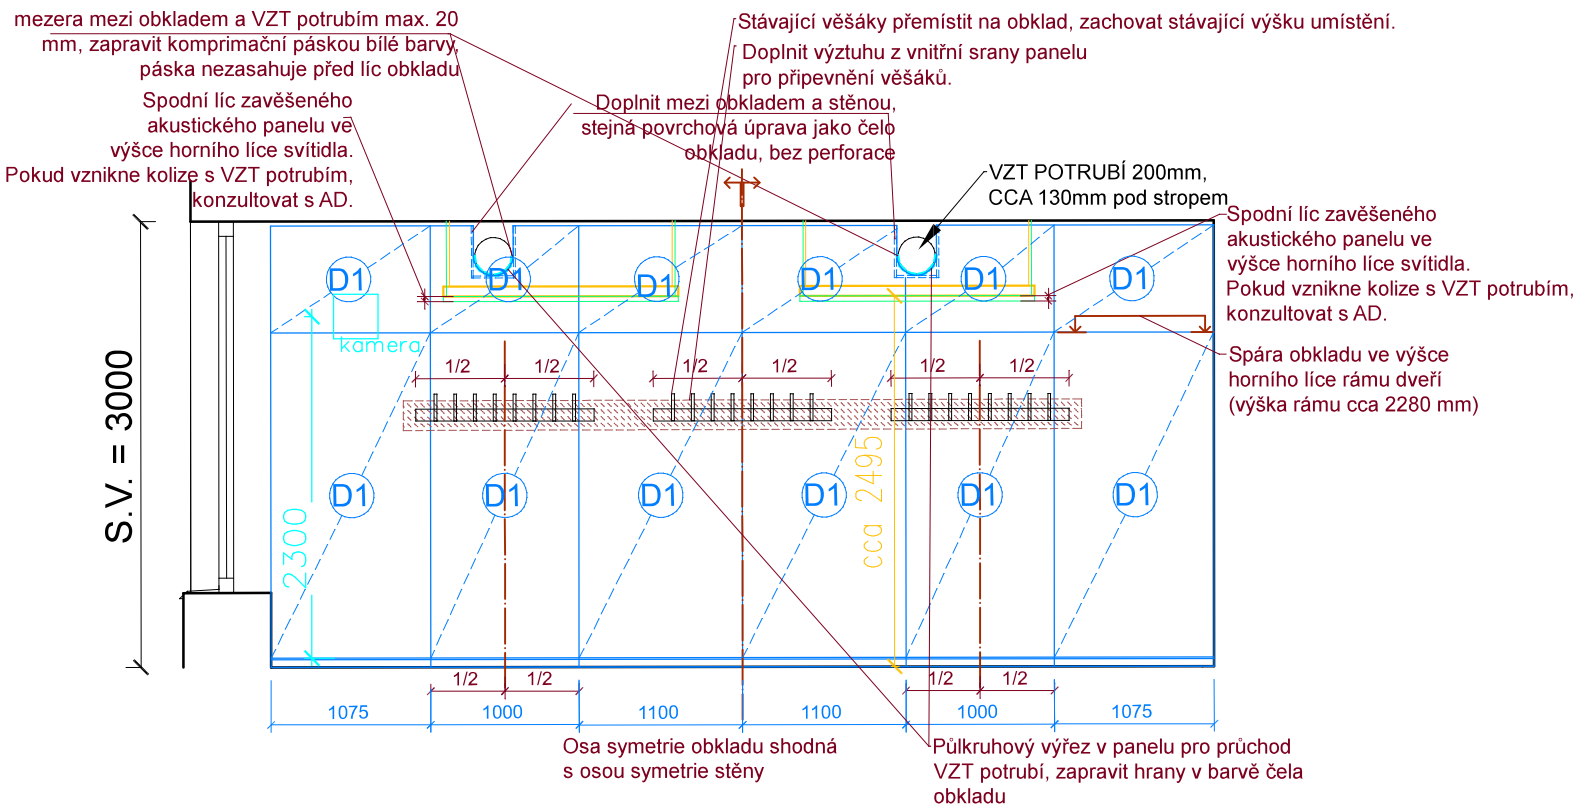 mezera mezi obkladem a VZT potrubím max. 20
mm, zapravit komprimační páskou bílé barvy,
páska nezasahuje před líc obkladu
Stávající věšáky přemístit na obklad, zachovat stávající výšku umístění.
Doplnit výztuhu z vnitřní srany panelu
pro připevnění věšáků.
Spodní líc zavěšeného
akustického panelu ve
výšce horního líce svítidla.
Pokud vznikne kolize s VZT potrubím,
konzultovat s AD.
Doplnit mezi obkladem a stěnou,
stejná povrchová úprava jako čelo
obkladu, bez perforace
VZT POTRUBÍ 200mm,
CCA 130mm pod stropem
Spodní líc zavěšeného
akustického panelu ve
výšce horního líce svítidla.
Pokud vznikne kolize s VZT potrubím,
konzultovat s AD.
D1 D1 D1 D1 D1 D1
kamera
Spára obkladu ve výšce
horního líce rámu dveří
(výška rámu cca 2280 mm)
1/2 1/2 1/2 1/2 1/2 1/2
S.V. = 3000
2300
cca 2495
D1 D1 D1 D1 D1 D1
1/2 1/2 1/2 1/2
1075 1000 1100 1100 1000 1075
Osa symetrie obkladu shodná
s osou symetrie stěny
Půlkruhový výřez v panelu pro průchod
VZT potrubí, zapravit hrany v barvě čela
obkladu